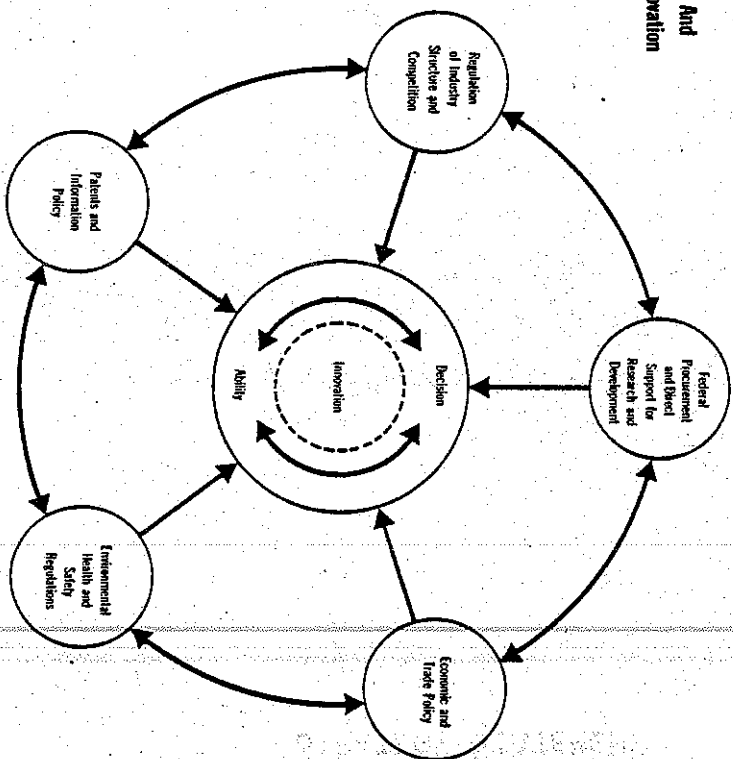 And
ovation
Federal
Procurement
and Direct
Support for
Research and
Development
Regulation
of Industry
Structure and
Competition
Decision
Innovation
Ability
Economic and
Trade Policy
Patents and
Information
Policy
Environmental
Health and
Safety
Regulations